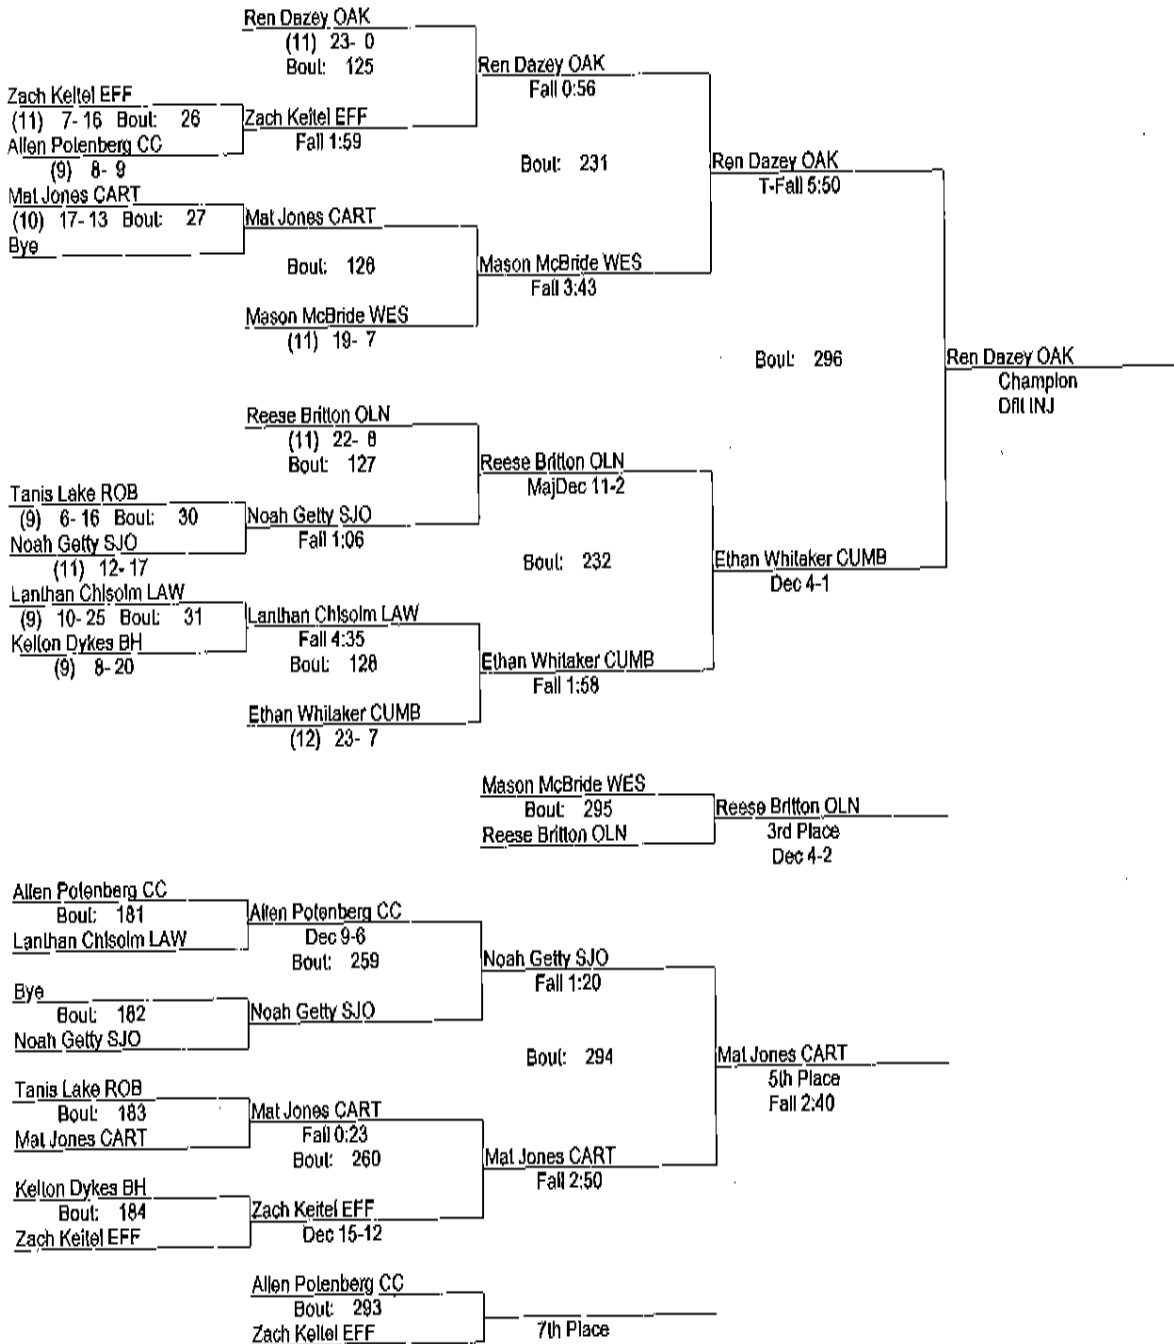 Ren Dazey OAK
(11) 23- 0
Bout: 125
Ren Dazey OAK
Fall 0:56
Zach Keitel EFF
(11) 7- 16 Bout: 26
Zach Keitel EFF
Fall 1:59
Allen Polenberg CC
(9) 8- 9
Bout: 231
Ren Dazey OAK
T-Fall 5:50
Mat Jones CART
(10) 17- 13 Bout: 27
Mat Jones CART
Bye
Bout: 126
Mason McBride WES
Fall 3:43
Mason McBride WES
(11) 19- 7
Bout: 296
Ren Dazey OAK
Champion
Dflt INJ
Reese Britton OLN
(11) 22- 8
Bout: 127
Reese Britton OLN
MajDec 11-2
Tanis Lake ROB
(9) 6- 16 Bout: 30
Noah Getty SJO
Fall 1:06
Noah Getty SJO
(11) 12- 17
Bout: 232
Ethan Whitaker CUMB
Dec 4-1
Lanthan Chisolm LAW
(9) 10- 25 Bout: 31
Lanthan Chisolm LAW
Fall 4:35
Kelton Dykes BH
(9) 8- 20
Bout: 128
Ethan Whitaker CUMB
Fall 1:58
Ethan Whitaker CUMB
(12) 23- 7
Mason McBride WES
Bout: 295
Reese Britton OLN
Reese Britton OLN
3rd Place
Dec 4-2
Allen Polenberg CC
Bout: 181
Lanthan Chisolm LAW
Allen Polenberg CC
Dec 9-6
Bout: 259
Noah Getty SJO
Fall 1:20
Bye
Bout: 182
Noah Getty SJO
Noah Getty SJO
Bout: 294
Mat Jones CART
5th Place
Fall 2:40
Tanis Lake ROB
Bout: 183
Mat Jones CART
Mat Jones CART
Fall 0:23
Bout: 260
Mat Jones CART
Fall 2:50
Kelton Dykes BH
Bout: 184
Zach Keitel EFF
Zach Keitel EFF
Dec 15-12
Allen Polenberg CC
Bout: 293
Zach Keitel EFF
7th Place